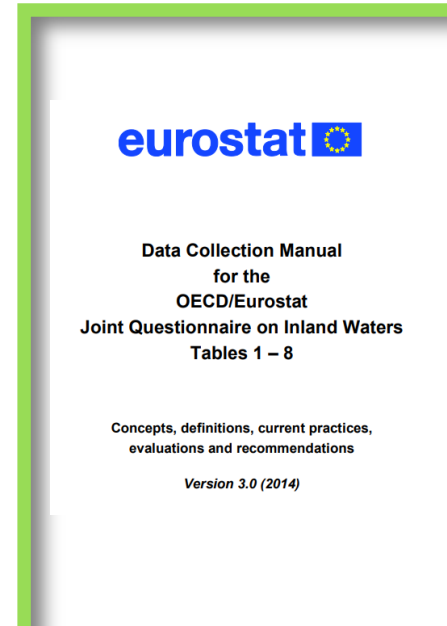 eurostat
Data Collection Manual
for the
OECD/Eurostat
Joint Questionnaire on Inland Waters
Tables 1 – 8
Concepts, definitions, current practices,
evaluations and recommendations
Version 3.0 (2014)